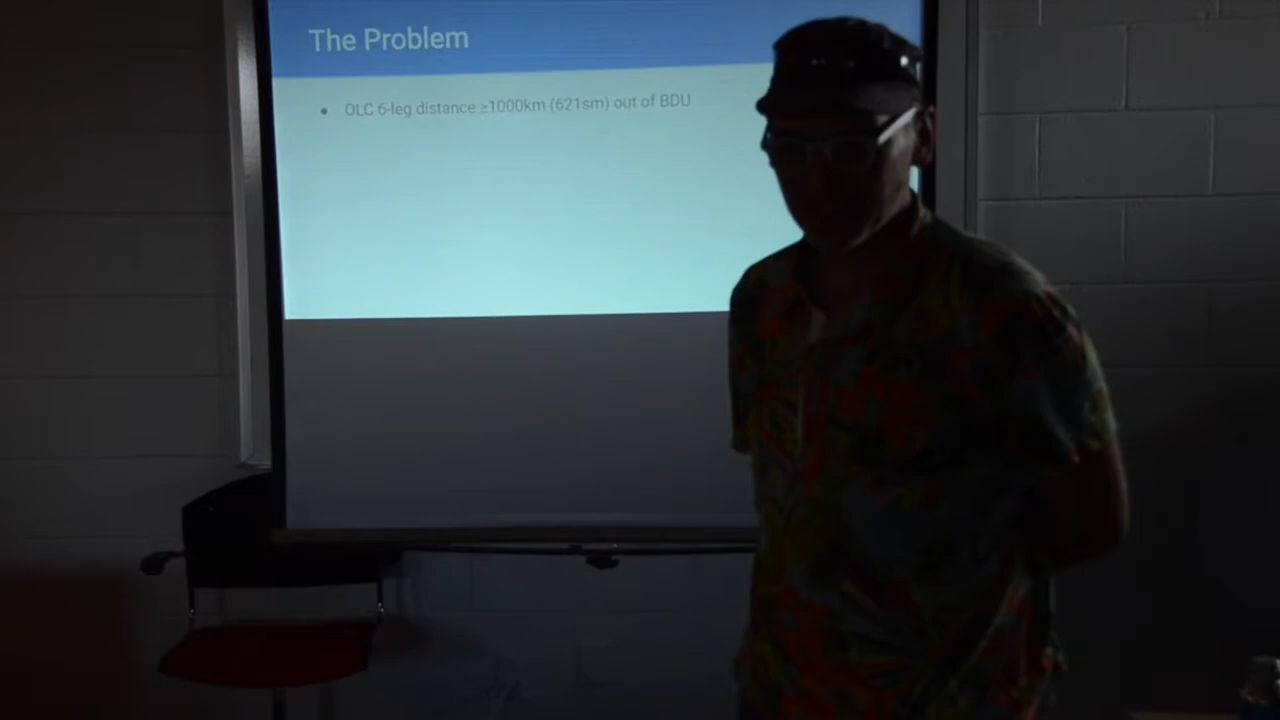 The Problem
• OLC 6-leg distance ≥1000km (621sm) out of BDU